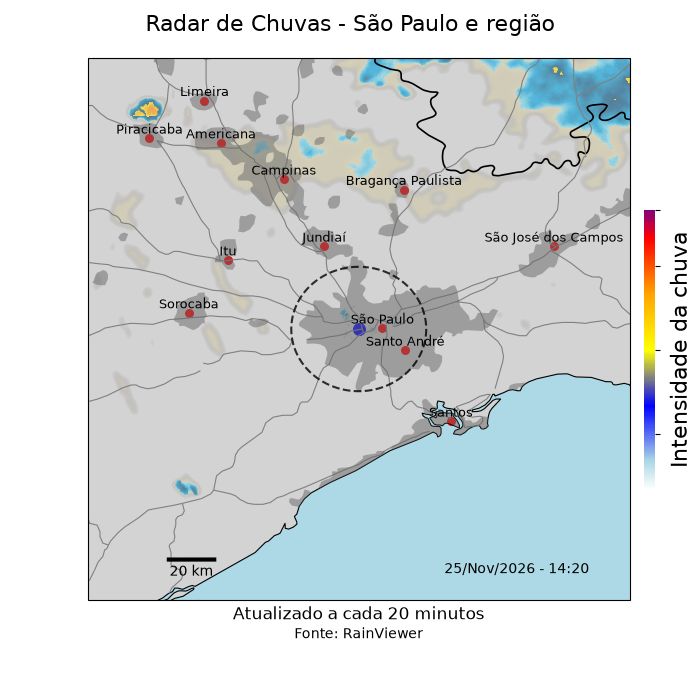 Radar de Chuvas - São Paulo e região
Limeira
Piracicaba
Americana
Campinas
Bragança Paulista
Jundiaí
São José dos Campos
Itu
Sorocaba
São Paulo
Santo André
Santos
Intensidade da chuva
20 km
25/Nov/2026 - 14:20
Atualizado a cada 20 minutos
Fonte: RainViewer